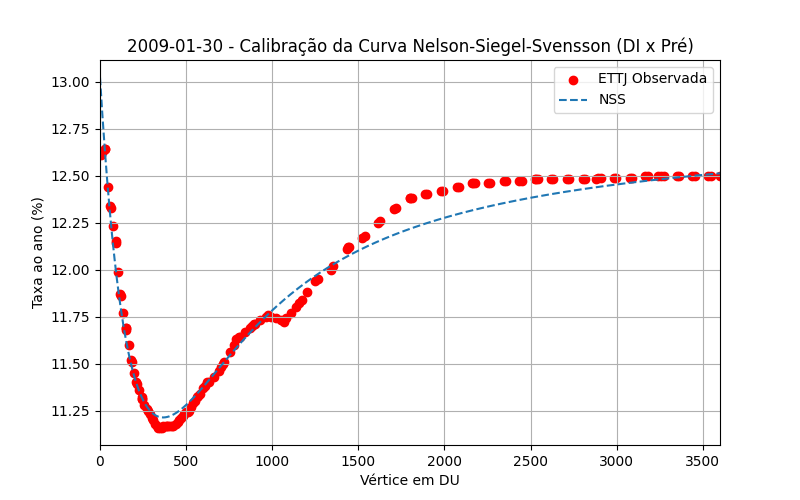 2009-01-30 - Calibração da Curva Nelson-Siegel-Svensson (DI x Pré)
ETTJ Observada
NSS
Taxa ao ano (%)
13.00
12.75
12.50
12.25
12.00
11.75
11.50
11.25
0 500 1000 1500 2000 2500 3000 3500
Vértice em DU